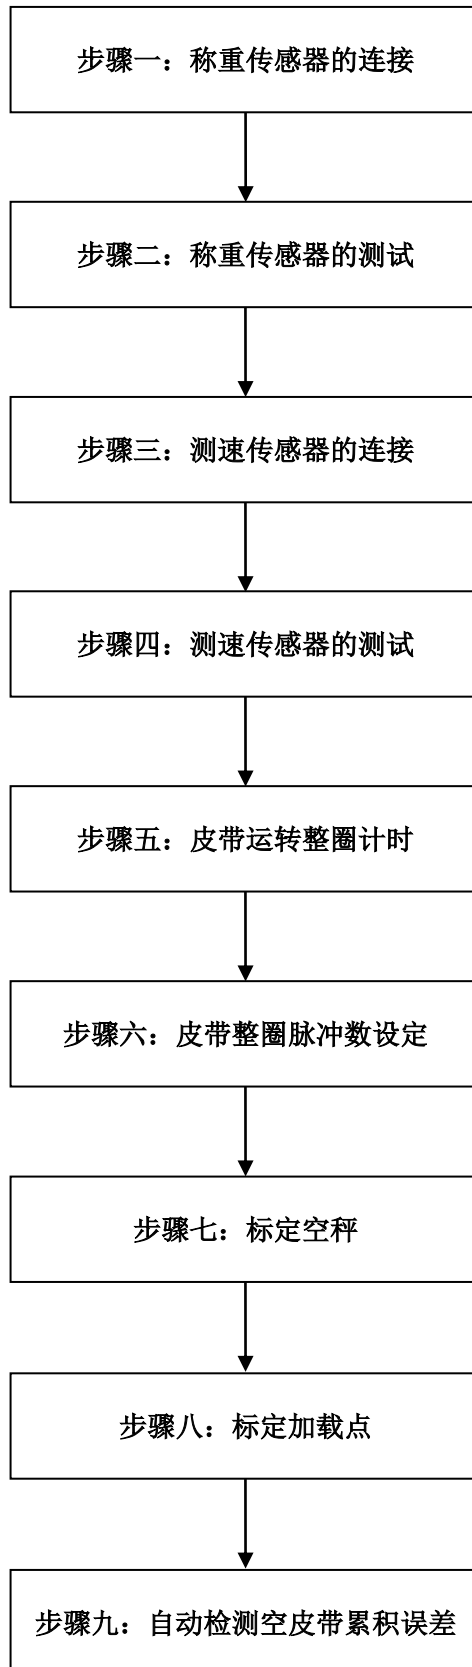 步骤一：称重传感器的连接
步骤二：称重传感器的测试
步骤三：测速传感器的连接
步骤四：测速传感器的测试
步骤五：皮带运转整圈计时
步骤六：皮带整圈脉冲数设定
步骤七：标定空秤
步骤八：标定加载点
步骤九：自动检测空皮带累积误差